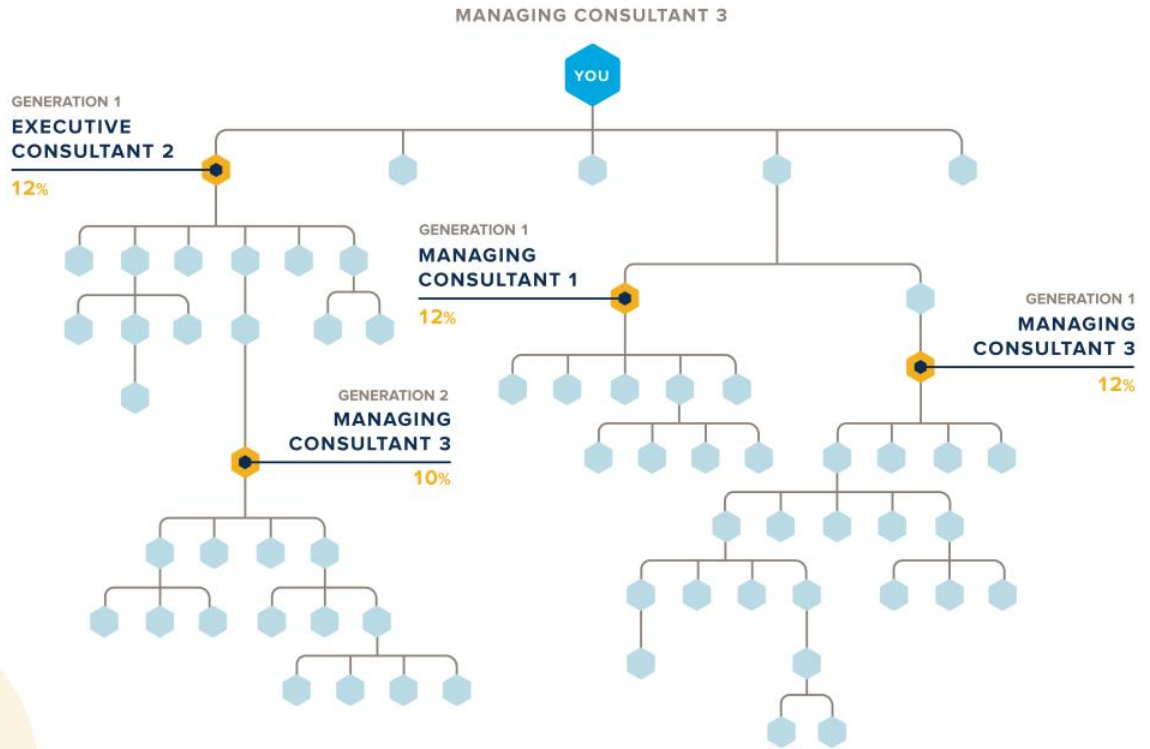 MANAGING CONSULTANT 3
YOU
GENERATION 1
EXECUTIVE
CONSULTANT 2
12%
GENERATION 1
MANAGING
CONSULTANT 1
12%
GENERATION 1
MANAGING
CONSULTANT 3
12%
GENERATION 2
MANAGING
CONSULTANT 3
10%